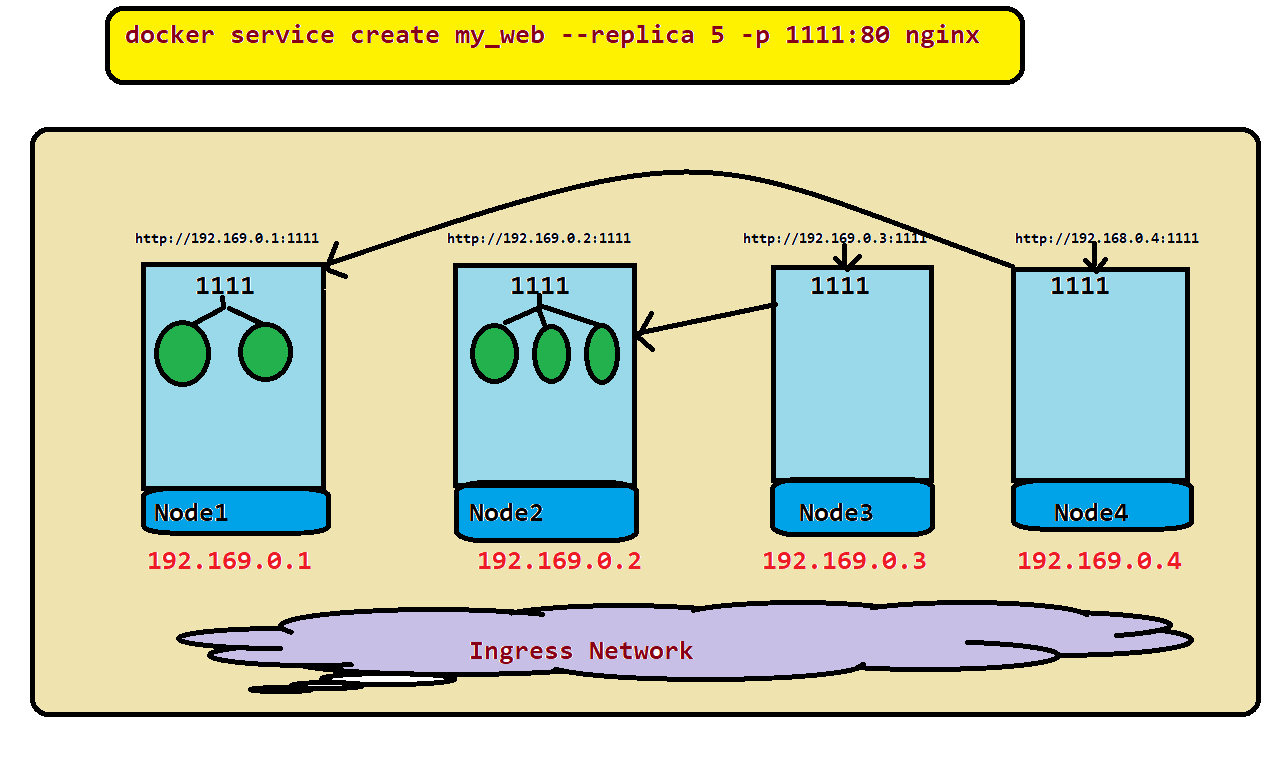 docker service create my_web --replica 5 -p 1111:80 nginx
http://192.169.0.1:1111
http://192.169.0.2:1111
http://192.169.0.3:1111
http://192.168.0.4:1111
1111
1111
1111
1111
Node1
Node2
Node3
Node4
192.169.0.1
192.169.0.2
192.169.0.3
192.169.0.4
Ingress Network